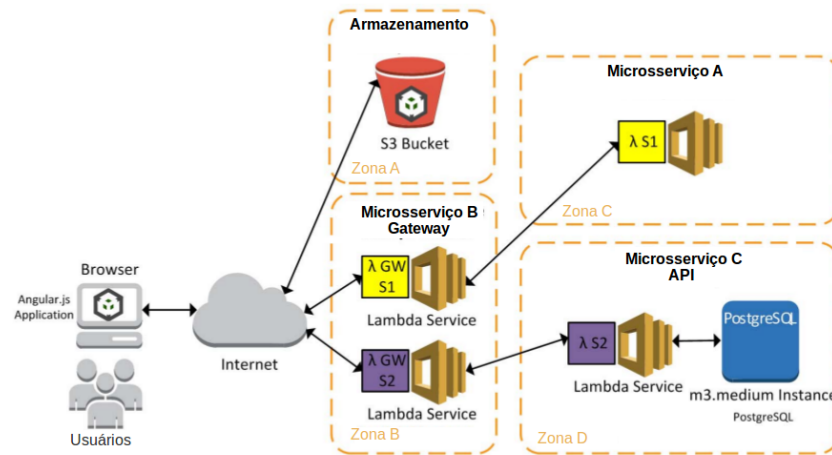 Armazenamento
S3 Bucket
Zona A
Microsserviço A
λ S1
Zona C
Microsserviço B
Gateway
λ GW
S1
Lambda Service
λ GW
S2
Lambda Service
Zona B
Microsserviço C
API
λ S2
Lambda Service
PostgreSQL
m3.medium Instance
PostgreSQL
Zona D
Browser
Angular.js
Application
Internet
Usuários